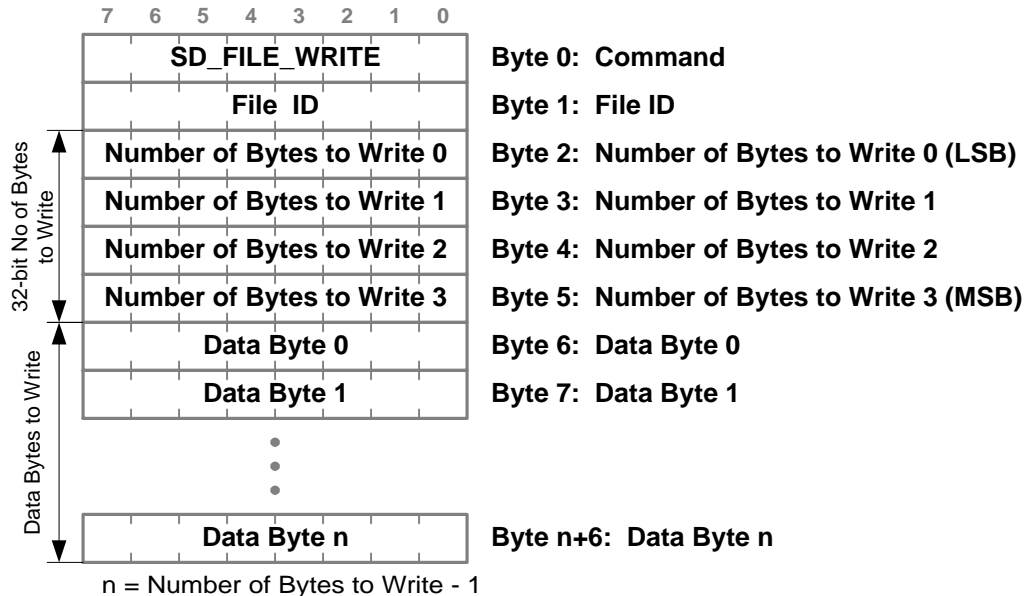 7 6 5 4 3 2 1 0
SD_FILE_WRITE Byte 0: Command
File ID Byte 1: File ID
Number of Bytes to Write 0 Byte 2: Number of Bytes to Write 0 (LSB)
Number of Bytes to Write 1 Byte 3: Number of Bytes to Write 1
Number of Bytes to Write 2 Byte 4: Number of Bytes to Write 2
Number of Bytes to Write 3 Byte 5: Number of Bytes to Write 3 (MSB)
32-bit No of Bytes
to Write
Data Byte 0 Byte 6: Data Byte 0
Data Byte 1 Byte 7: Data Byte 1
Data Byte n Byte n+6: Data Byte n
Data Bytes to Write
n = Number of Bytes to Write - 1